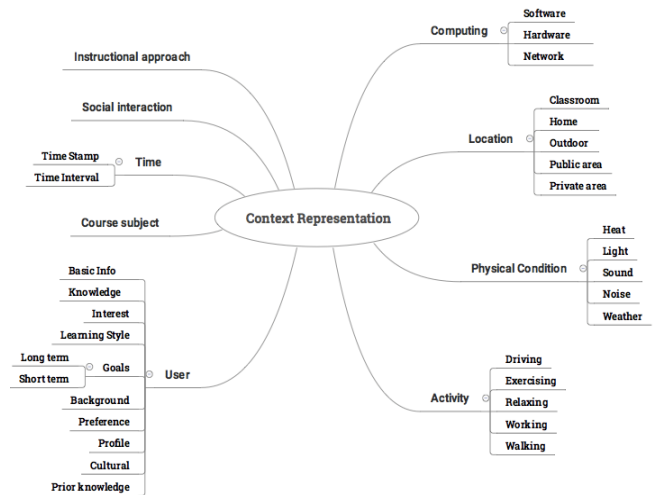 Context Representation
Instructional approach
Social interaction
Time
Time Stamp
Time Interval
Course subject
User
Basic Info
Knowledge
Interest
Learning Style
Goals
Long term
Short term
Background
Preference
Profile
Cultural
Prior knowledge
Computing
Software
Hardware
Network
Location
Classroom
Home
Outdoor
Public area
Private area
Physical Condition
Heat
Light
Sound
Noise
Weather
Activity
Driving
Exercising
Relaxing
Working
Walking